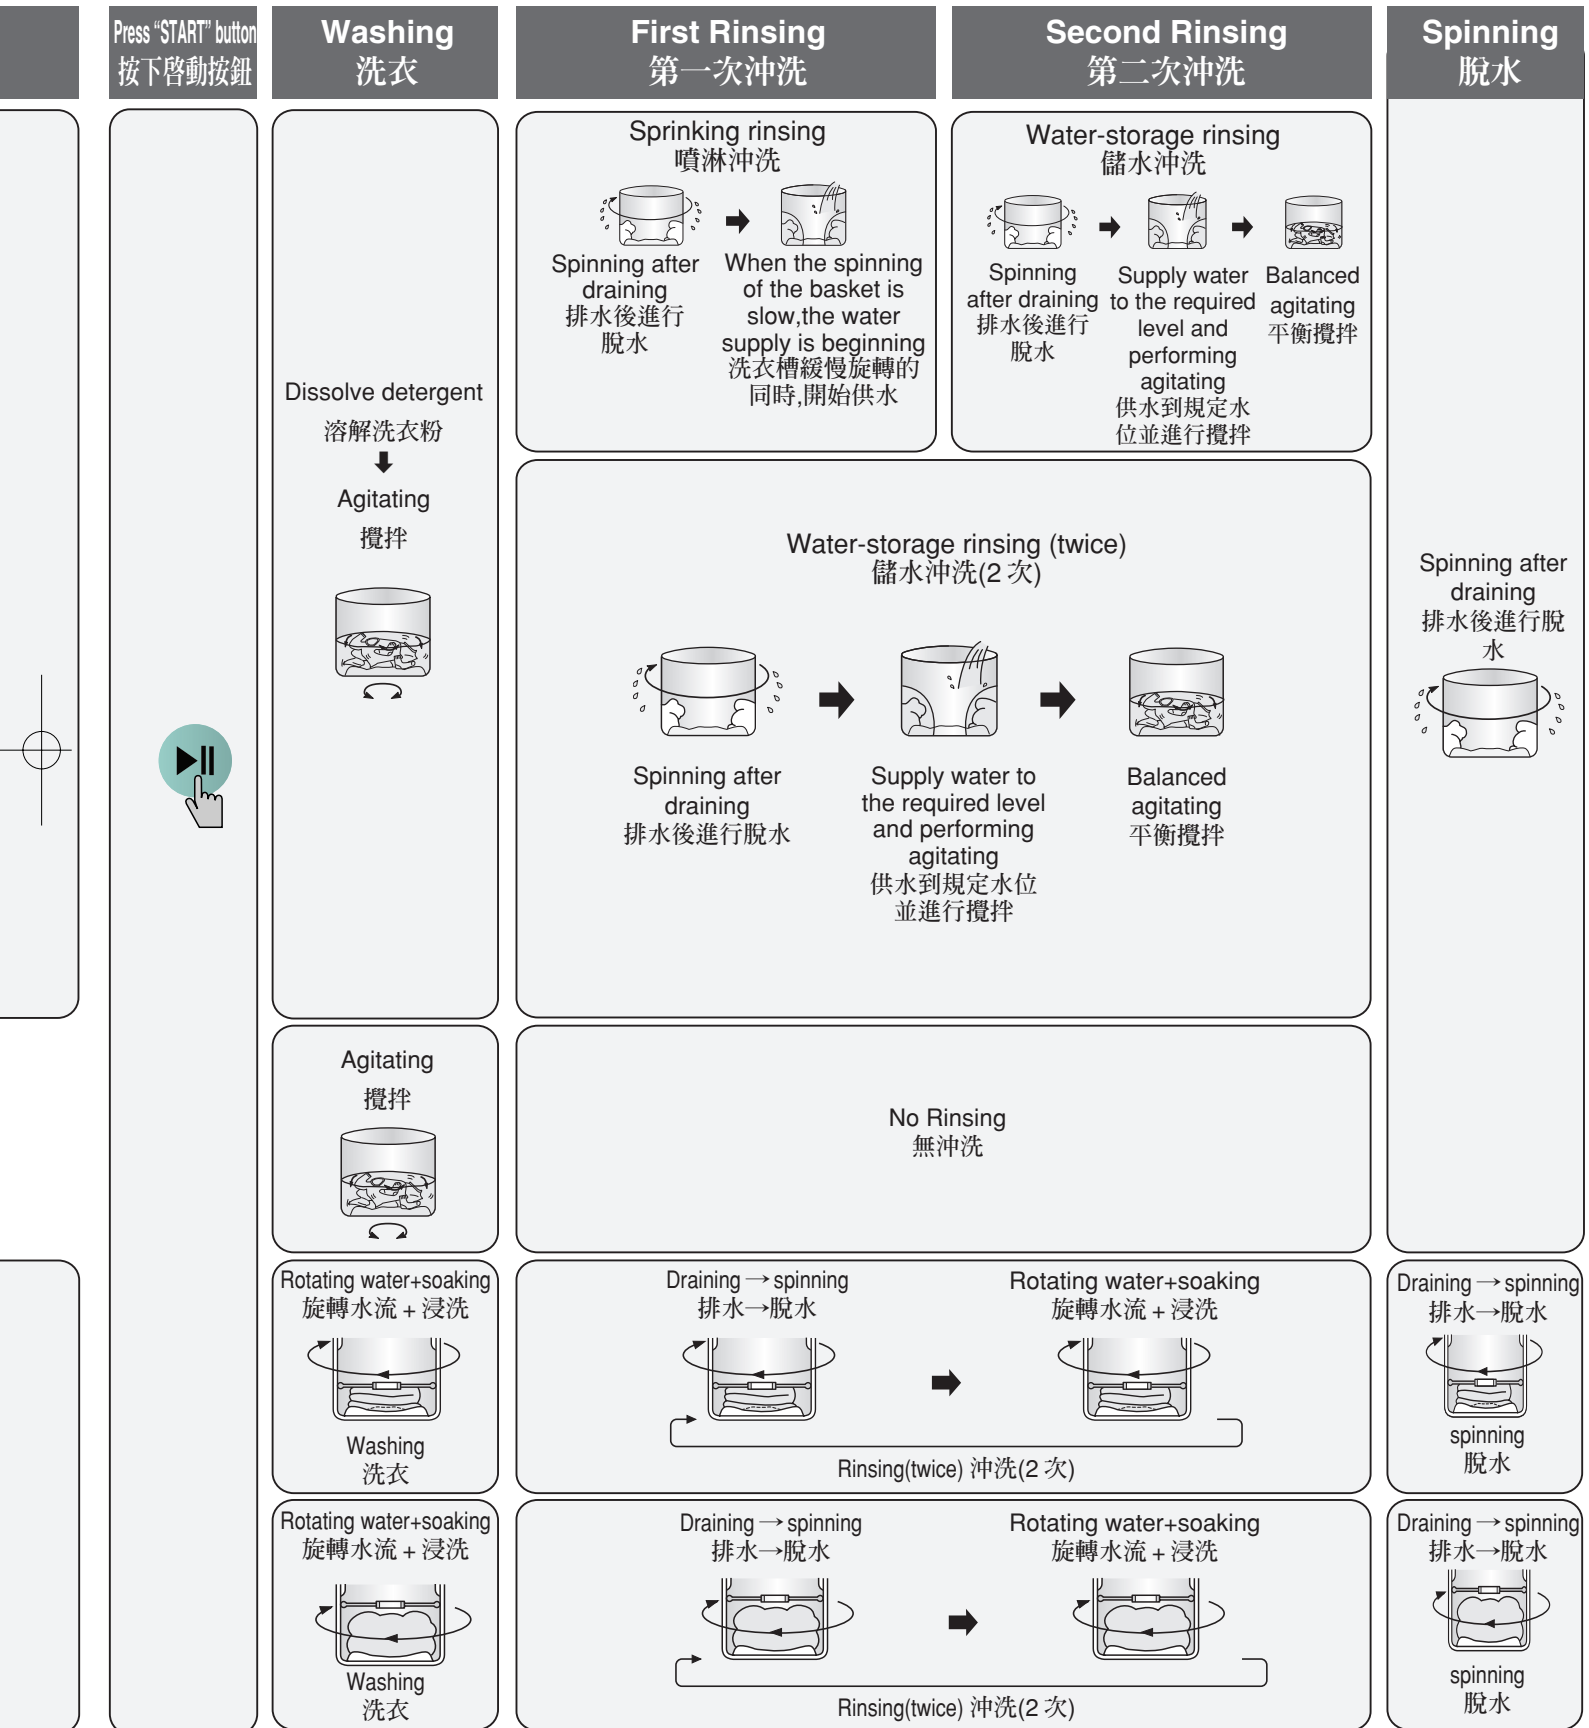 Press “START” button
按下啓動按鈕
Washing
洗衣
First Rinsing
第一次沖洗
Second Rinsing
第二次沖洗
Spinning
脫水
Dissolve detergent
溶解洗衣粉
Agitating
攪拌
Sprinking rinsing
噴淋沖洗
Spinning after
draining
排水後進行
脫水
When the spinning
of the basket is
slow,the water
supply is beginning
洗衣槽緩慢旋轉的
同時,開始供水
Water-storage rinsing
儲水沖洗
Spinning
after draining
排水後進行
脫水
Supply water
to the required
level and
performing
agitating
供水到規定水
位並進行攪拌
Balanced
agitating
平衡攪拌
Water-storage rinsing (twice)
儲水沖洗(2 次)
Spinning after
draining
排水後進行脫水
Supply water to
the required level
and performing
agitating
供水到規定水位
並進行攪拌
Balanced
agitating
平衡攪拌
Spinning after
draining
排水後進行脫
水
Agitating
攪拌
No Rinsing
無沖洗
Rotating water+soaking
旋轉水流 + 浸洗
Washing
洗衣
Draining → spinning
排水→脫水
Rotating water+soaking
旋轉水流 + 浸洗
Rinsing(twice) 沖洗(2 次)
Draining → spinning
排水→脫水
spinning
脫水
Rotating water+soaking
旋轉水流 + 浸洗
Washing
洗衣
Draining → spinning
排水→脫水
Rotating water+soaking
旋轉水流 + 浸洗
Rinsing(twice) 沖洗(2 次)
Draining → spinning
排水→脫水
spinning
脫水